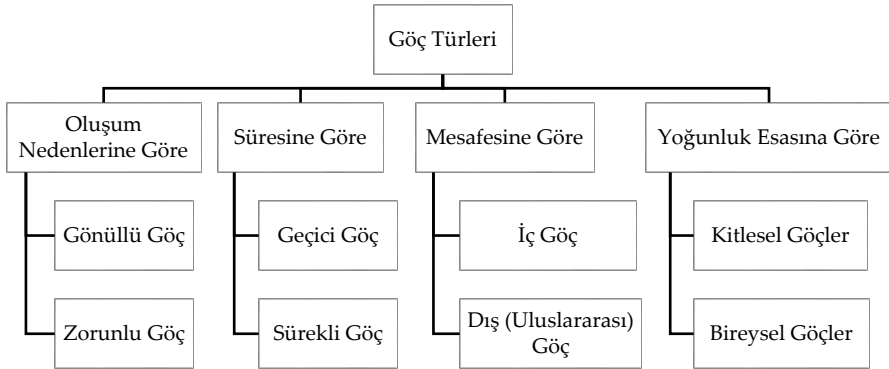 Göç Türleri
Oluşum
Nedenlerine Göre
Gönüllü Göç
Zorunlu Göç
Süresine Göre
Geçici Göç
Sürekli Göç
Mesafesine Göre
İç Göç
Dış (Uluslararası)
Göç
Yoğunluk Esasına Göre
Kitlesel Göçler
Bireysel Göçler